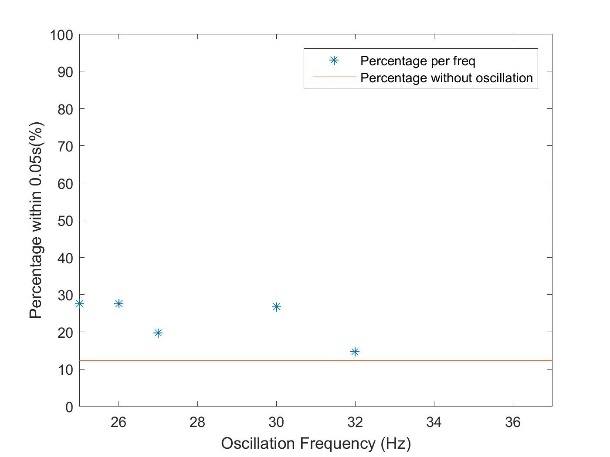 100
90
80
70
60
50
40
30
20
10
0
Percentage within 0.05s(%)
Percentage per freq
Percentage without oscillation
26 28 30 32 34 36
Oscillation Frequency (Hz)